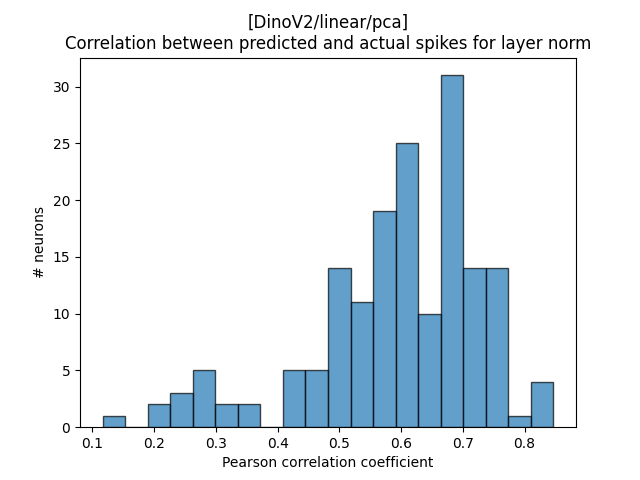 [DinoV2/linear/pca]
Correlation between predicted and actual spikes for layer norm
30
25
20
15
10
5
0
# neurons
0.1 0.2 0.3 0.4 0.5 0.6 0.7 0.8
Pearson correlation coefficient